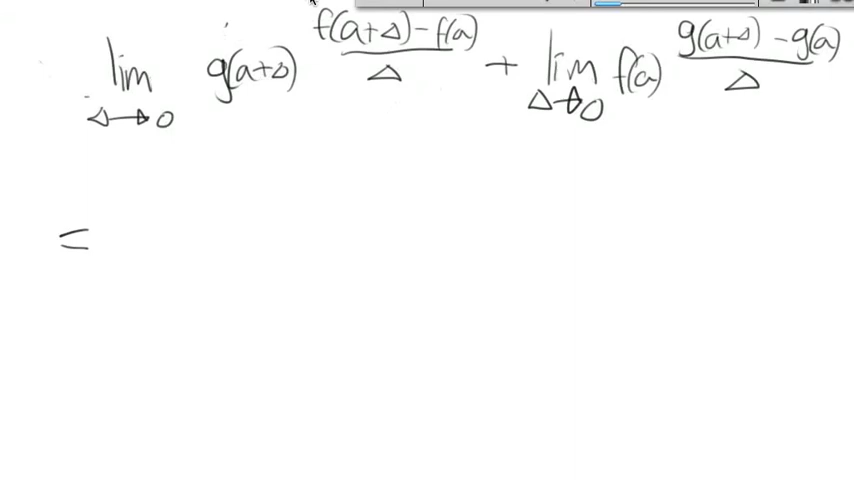 lim g(a+Δ) f(a+Δ)-f(a) / Δ + lim f(a) g(a+Δ)-g(a) / Δ
Δ→0 Δ→0
=